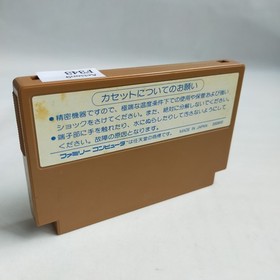 カセットについてのお願い
●精密機器ですので、極端な温度条件下での使用や保管および強い
ショックをさけてください。また、絶対に分解しないでください。
●端子部に手を触れたり、水にぬらしたりして汚さないようにして
ください。故障の原因となります。
MADE IN JAPAN
ファミリーコンピュータは任天堂の商標です。
F343